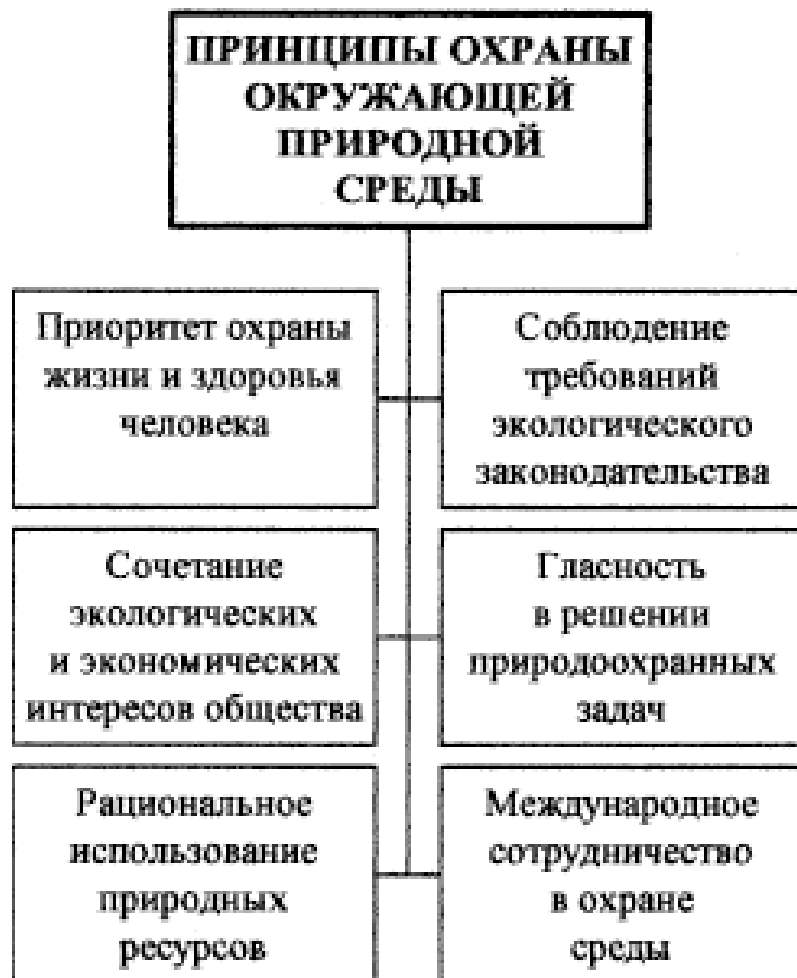 ПРИНЦИПЫ ОХРАНЫ
ОКРУЖАЮЩЕЙ
ПРИРОДНОЙ
СРЕДЫ
Приоритет охраны
жизни и здоровья
человека
Соблюдение
требований
экологического
законодательства
Сочетание
экологических
и экономических
интересов общества
Гласность
в решении
природоохранных
задач
Рациональное
использование
природных
ресурсов
Международное
сотрудничество
в охране
среды